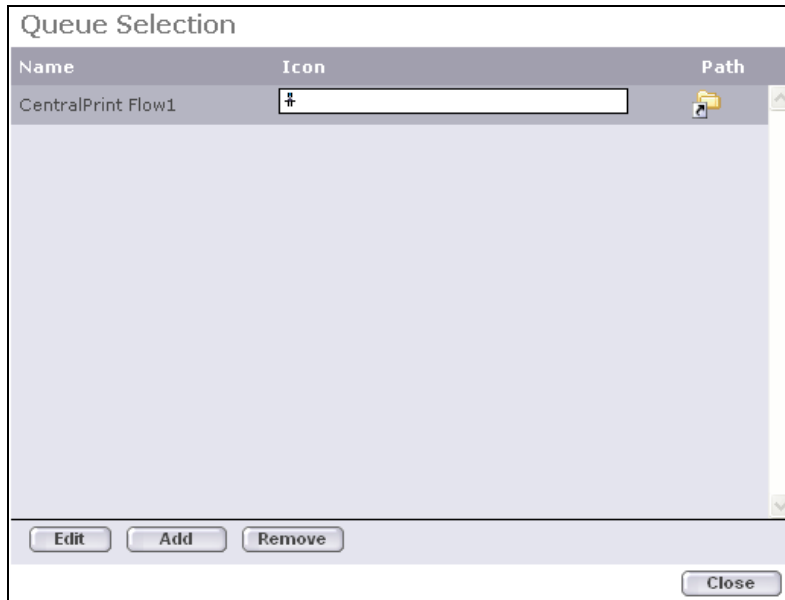 Queue Selection
Name Icon Path
CentralPrint Flow1
Edit Add Remove
Close